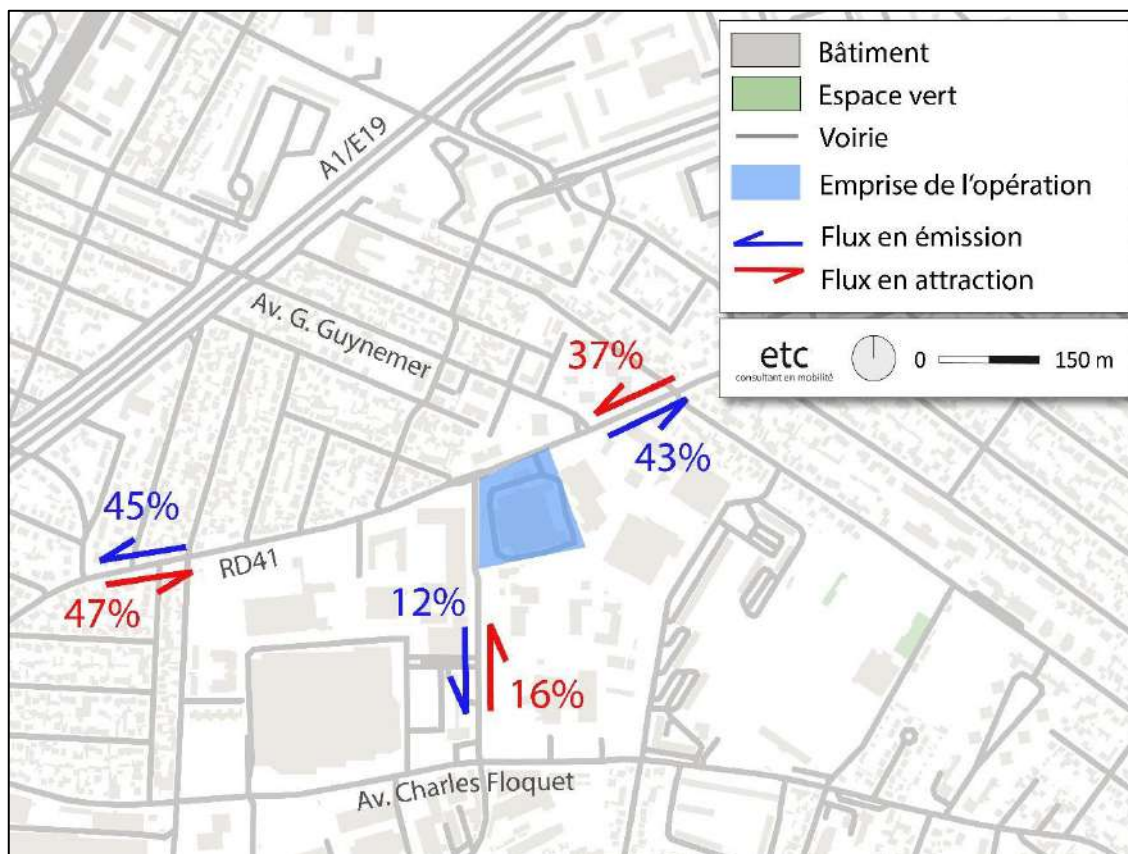 Bâtiment
Espace vert
Voirie
Emprise de l'opération
Flux en émission
Flux en attraction
etc
consultant en mobilité
0
150 m
A1/E19
Av. G. Guynemer
37%
43%
45%
RD41
47%
12%
16%
Av. Charles Floquet